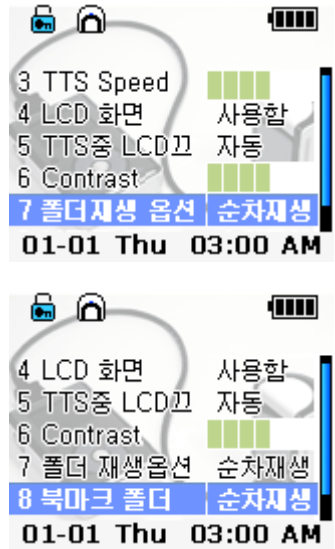 3 TTS Speed
4 LCD 화면 사용함
5 TTS중 LCD끄 자동
6 Contrast
7 폴더재생 옵션 순차재생
01-01 Thu 03:00 AM
4 LCD 화면 사용함
5 TTS중 LCD끄 자동
6 Contrast
7 폴더 재생옵션 순차재생
8 북마크 폴더 순차재생
01-01 Thu 03:00 AM